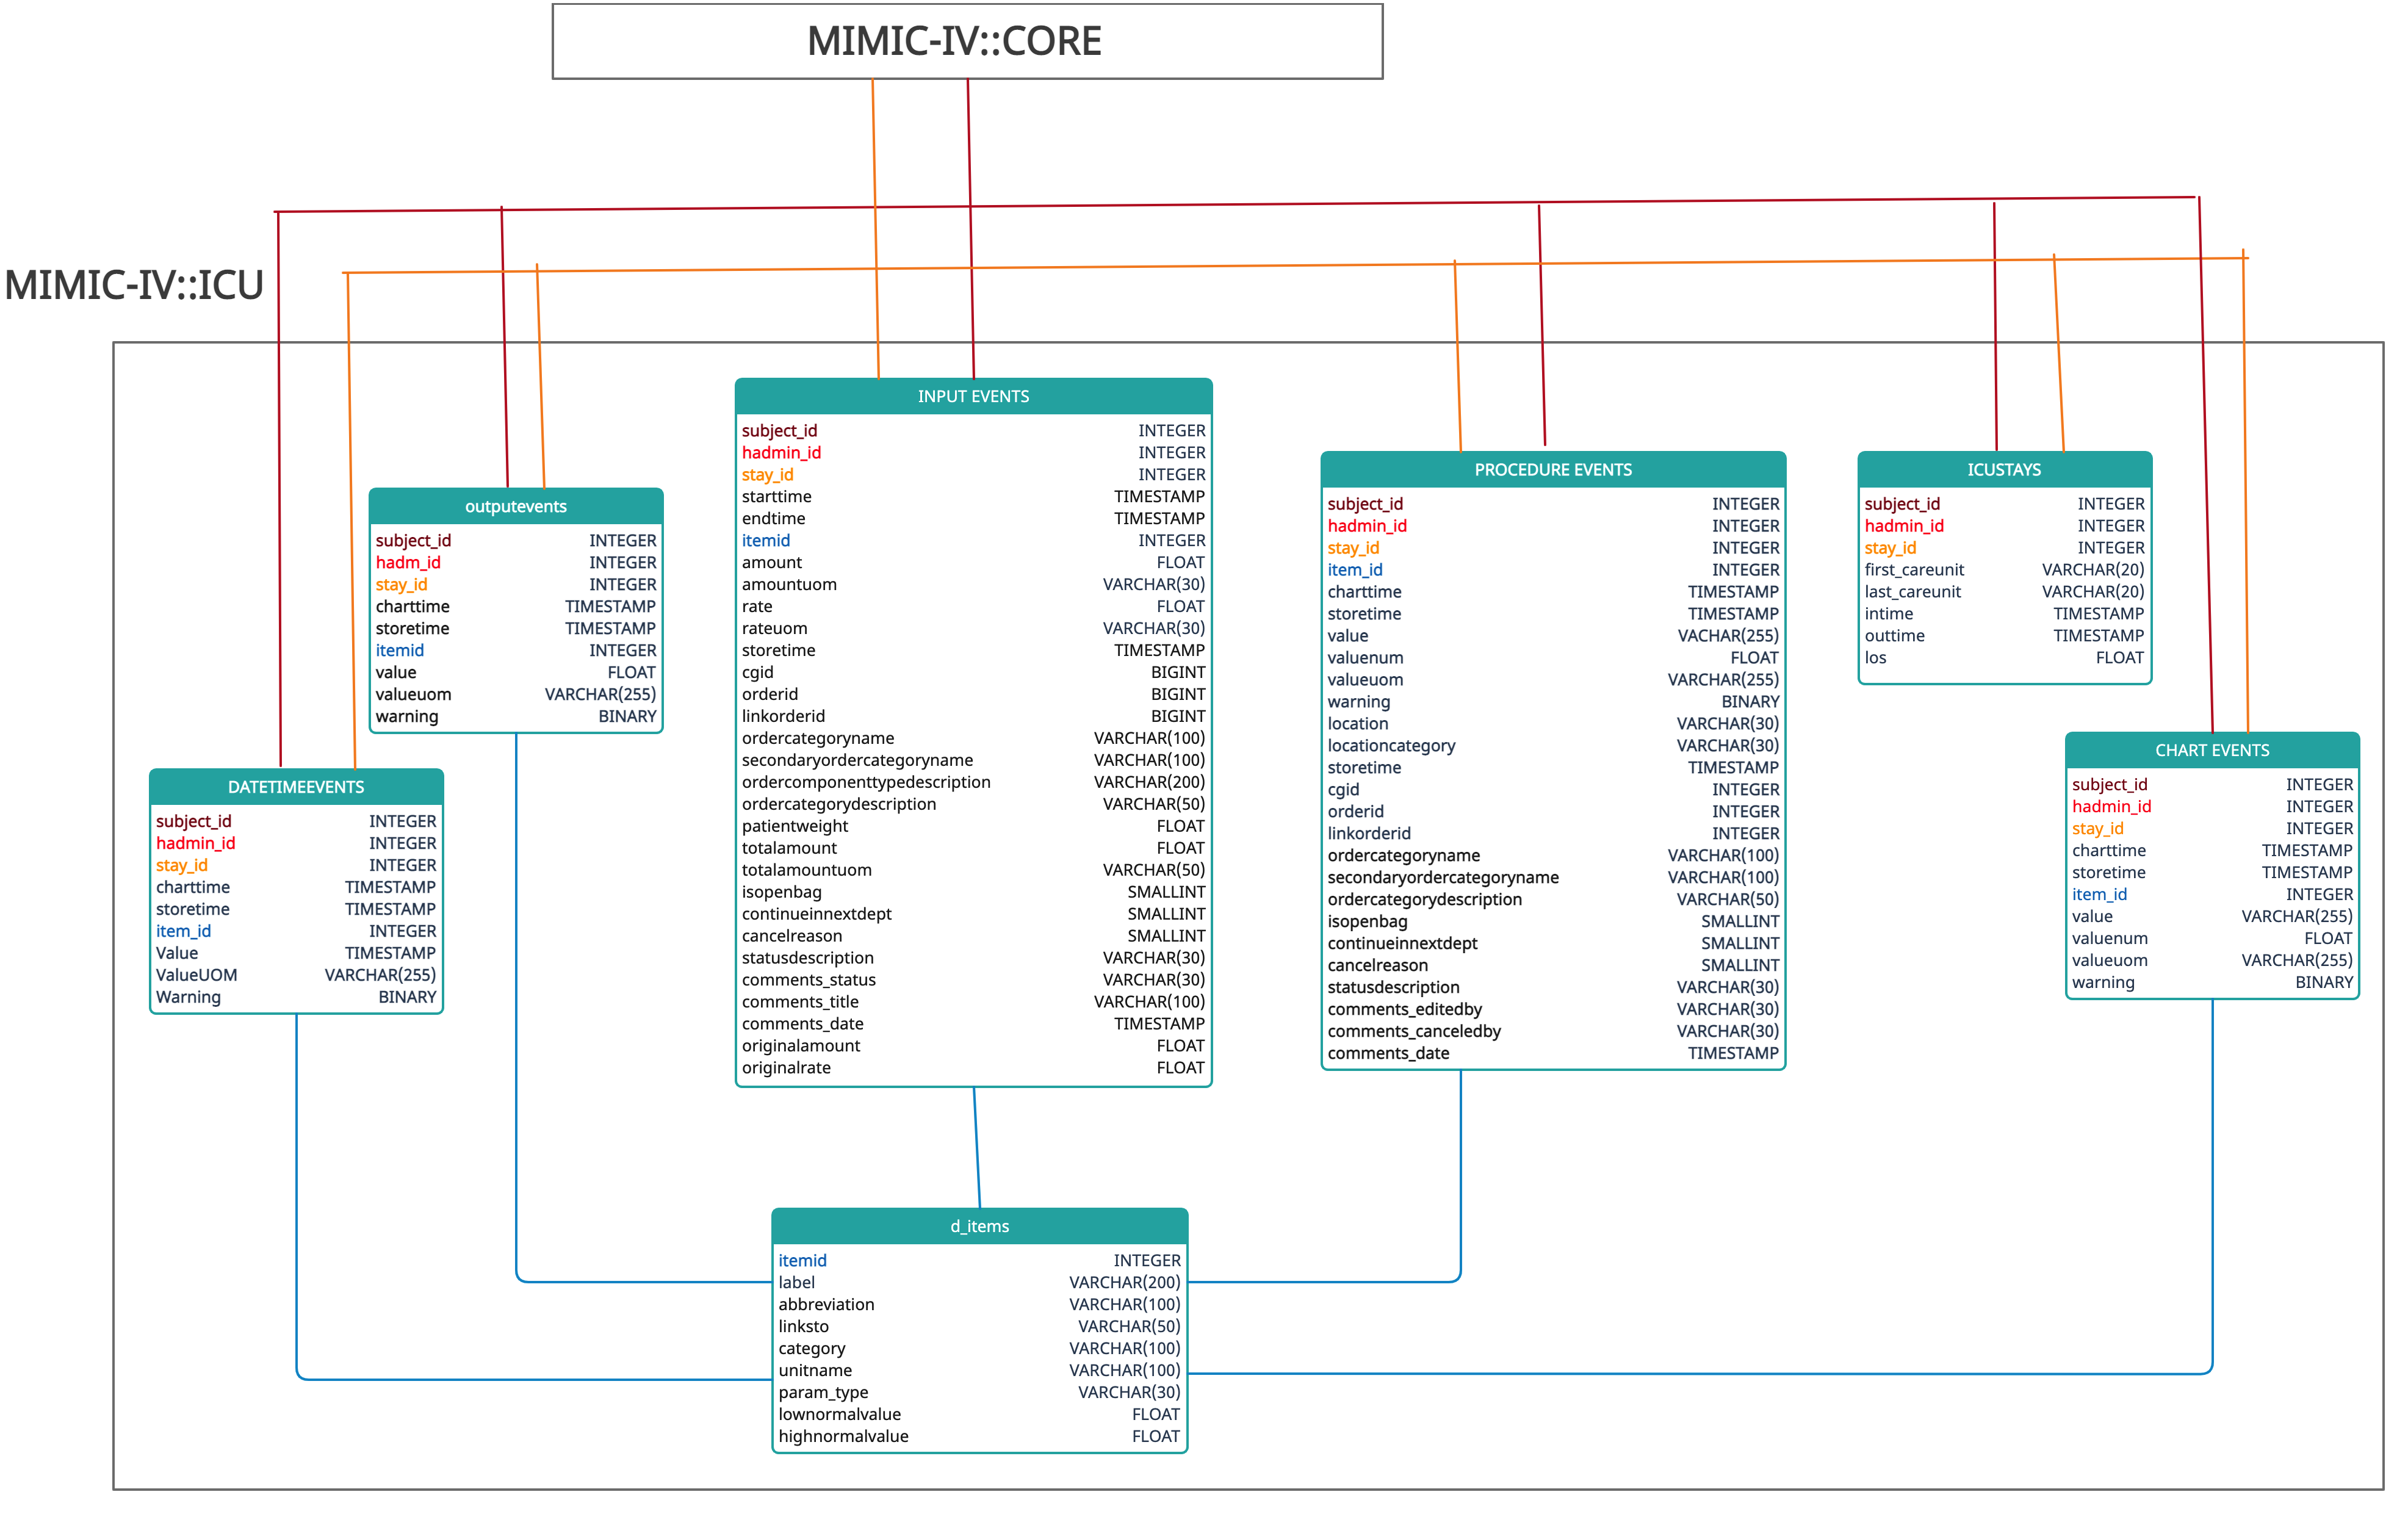 MIMIC-IV::CORE
MIMIC-IV::ICU
outputevents
subject_id INTEGER
hadm_id INTEGER
stay_id INTEGER
charttime TIMESTAMP
storetime TIMESTAMP
itemid INTEGER
value FLOAT
valueuom VARCHAR(255)
warning BINARY
DATETIMEEVENTS
subject_id INTEGER
hadmin_id INTEGER
stay_id INTEGER
charttime TIMESTAMP
storetime TIMESTAMP
item_id INTEGER
Value TIMESTAMP
ValueUOM VARCHAR(255)
Warning BINARY
INPUT EVENTS
subject_id INTEGER
hadmin_id INTEGER
stay_id INTEGER
starttime TIMESTAMP
endtime TIMESTAMP
itemid INTEGER
amount FLOAT
amountuom VARCHAR(30)
rate FLOAT
rateuom VARCHAR(30)
storetime TIMESTAMP
cgid BIGINT
orderid BIGINT
linkorderid BIGINT
ordercategoryname VARCHAR(100)
secondaryordercategoryname VARCHAR(100)
ordercomponenttypedescription VARCHAR(200)
ordercategorydescription VARCHAR(50)
patientweight FLOAT
totalamount FLOAT
totalamountuom VARCHAR(50)
isopenbag SMALLINT
continueinnextdept SMALLINT
cancelreason SMALLINT
statusdescription VARCHAR(30)
comments_status VARCHAR(30)
comments_title VARCHAR(100)
comments_date TIMESTAMP
originalamount FLOAT
originalrate FLOAT
PROCEDURE EVENTS
subject_id INTEGER
hadmin_id INTEGER
stay_id INTEGER
item_id INTEGER
charttime TIMESTAMP
storetime TIMESTAMP
value VACHAR(255)
valuenum FLOAT
valueuom VARCHAR(255)
warning BINARY
location VARCHAR(30)
locationcategory VARCHAR(30)
storetime TIMESTAMP
cgid INTEGER
orderid INTEGER
linkorderid INTEGER
ordercategoryname VARCHAR(100)
secondaryordercategoryname VARCHAR(100)
ordercategorydescription VARCHAR(50)
isopenbag SMALLINT
continueinnextdept SMALLINT
cancelreason SMALLINT
statusdescription VARCHAR(30)
comments_editedby VARCHAR(30)
comments_canceledby VARCHAR(30)
comments_date TIMESTAMP
ICUSTAYS
subject_id INTEGER
hadmin_id INTEGER
stay_id INTEGER
first_careunit VARCHAR(20)
last_careunit VARCHAR(20)
intime TIMESTAMP
outtime TIMESTAMP
los FLOAT
CHART EVENTS
subject_id INTEGER
hadmin_id INTEGER
stay_id INTEGER
charttime TIMESTAMP
storetime TIMESTAMP
item_id INTEGER
value VARCHAR(255)
valuenum FLOAT
valueuom VARCHAR(255)
warning BINARY
d_items
itemid INTEGER
label VARCHAR(200)
abbreviation VARCHAR(100)
linksto VARCHAR(50)
category VARCHAR(100)
unitname VARCHAR(100)
param_type VARCHAR(30)
lownormalvalue FLOAT
highnormalvalue FLOAT